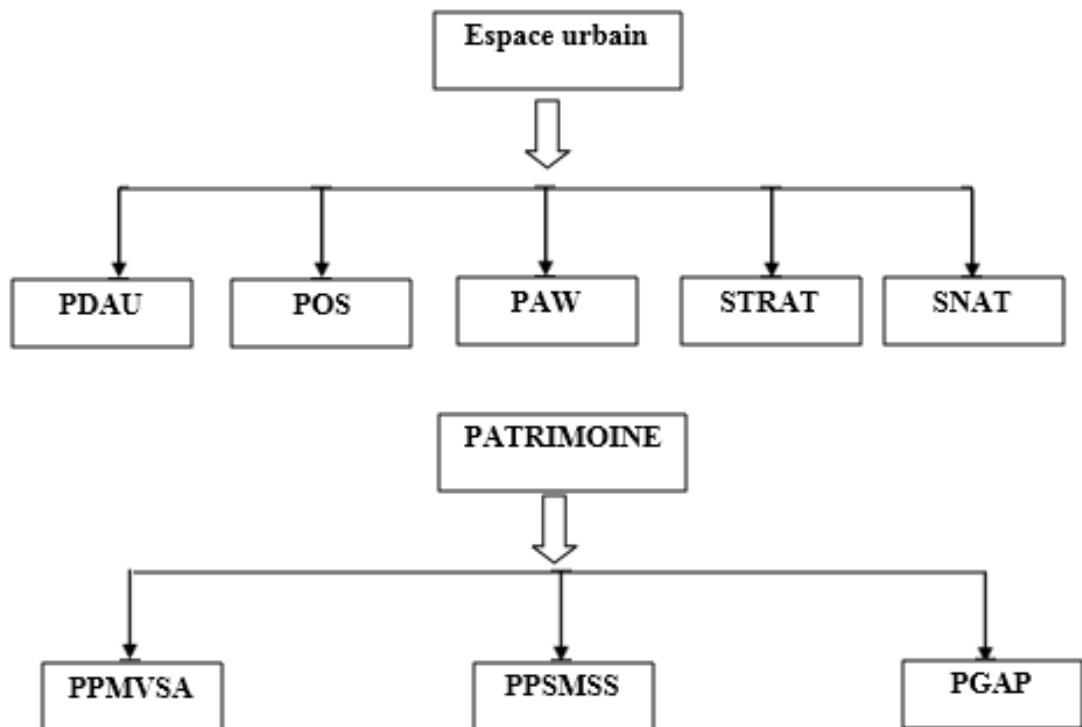 Espace urbain
PDAU POS PAW STRAT SNAT
PATRIMOINE
PPMVSA PPSMSS PGAP